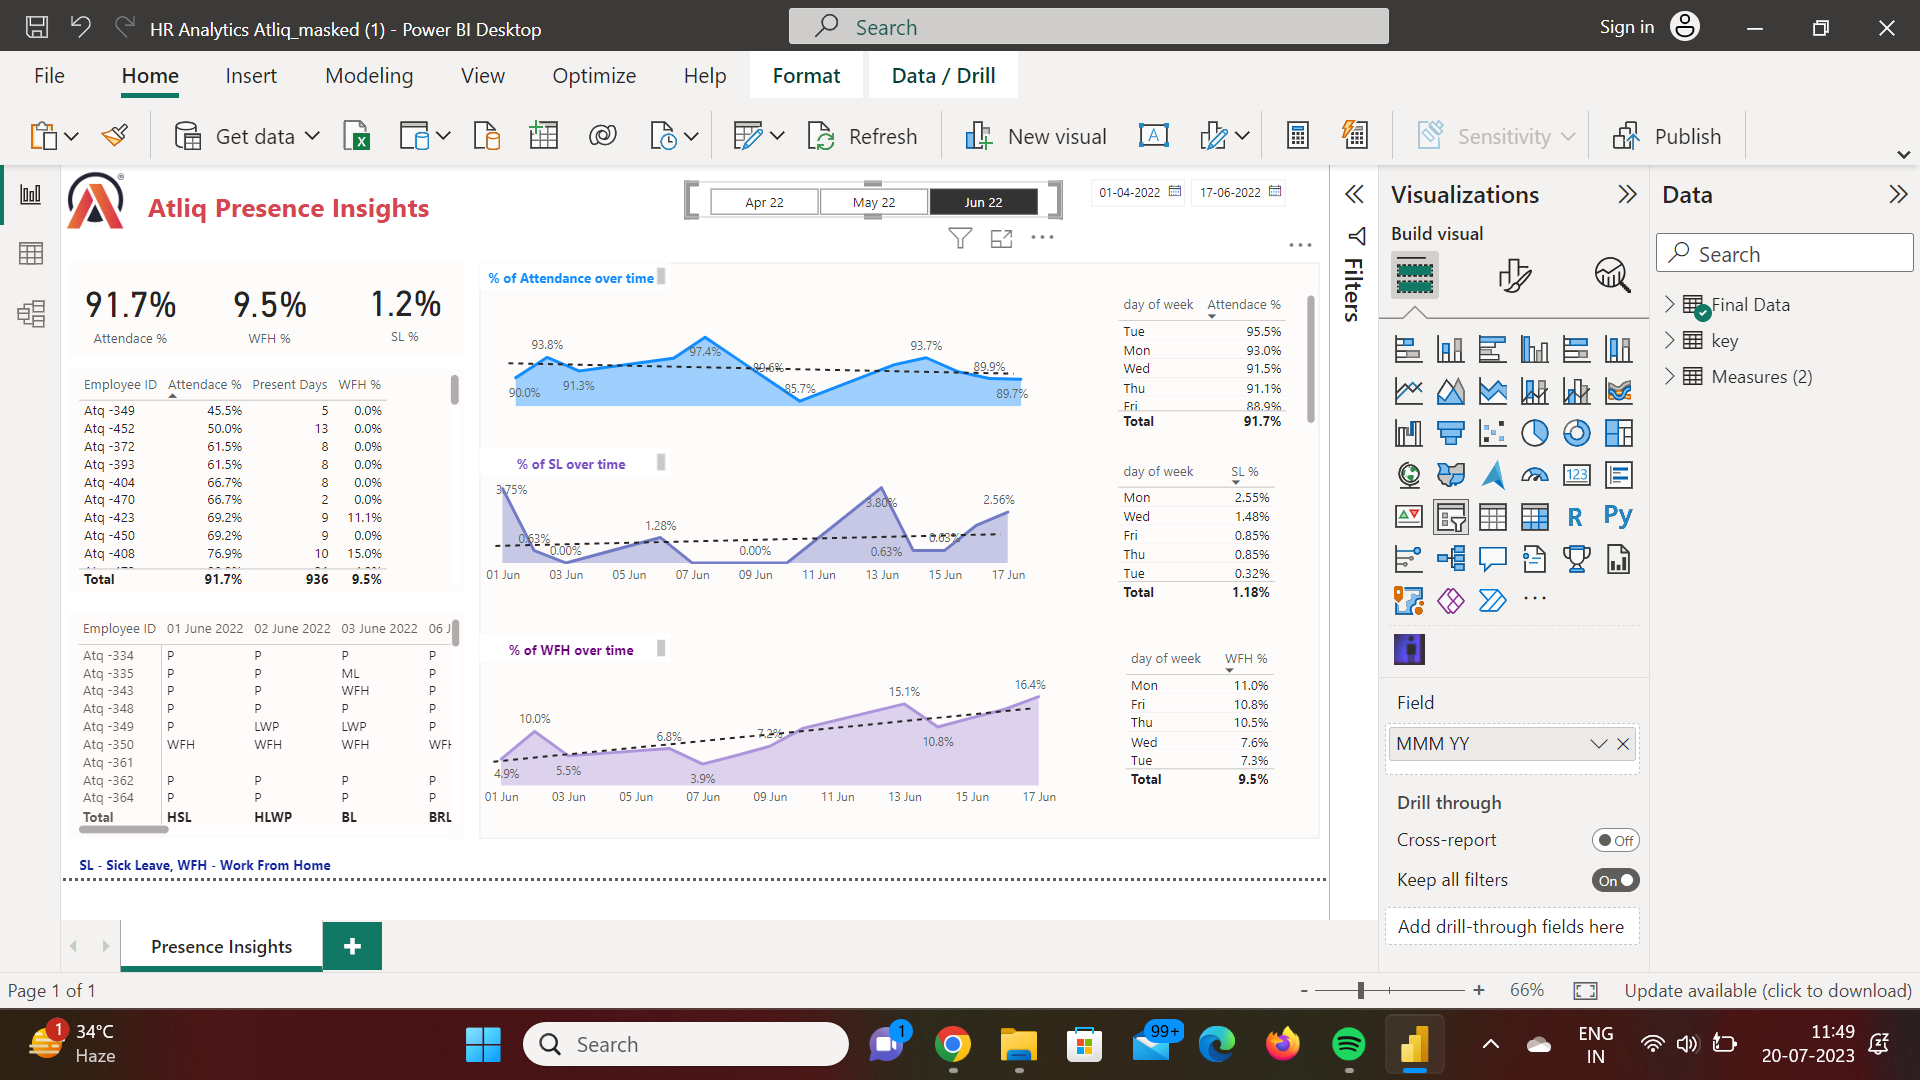 HR Analytics Atliq_masked (1) - Power BI Desktop
Search
Sign in
File Home Insert Modeling View Optimize Help Format Data / Drill
Get data
Refresh
New visual
A
Sensitivity
Publish
Atliq Presence Insights
Apr 22 May 22 Jun 22
01-04-2022 17-06-2022
91.7% 9.5% 1.2%
Attendace % WFH % SL %
Employee ID Attendace % Present Days WFH %
Atq -349 45.5% 5 0.0%
Atq -452 50.0% 13 0.0%
Atq -372 61.5% 8 0.0%
Atq -393 61.5% 8 0.0%
Atq -404 66.7% 8 0.0%
Atq -470 66.7% 2 0.0%
Atq -423 69.2% 9 11.1%
Atq -450 69.2% 9 0.0%
Atq -408 76.9% 10 15.0%
Total 91.7% 936 9.5%
Employee ID 01 June 2022 02 June 2022 03 June 2022 06 J
Atq -334 P P P P
Atq -335 P P ML P
Atq -343 P P WFH P
Atq -348 P P P P
Atq -349 P LWP LWP P
Atq -350 WFH WFH WFH WFH
Atq -361
Atq -362 P P P P
Atq -364 P P P P
Total HSL HLWP BL BRL
SL - Sick Leave, WFH - Work From Home
% of Attendance over time
90.0% 93.8% 91.3% 97.4% 89.6% 85.7% 93.7% 89.9% 89.7%
day of week Attendace %
Tue 95.5%
Mon 93.0%
Wed 91.5%
Thu 91.1%
Fri 88.9%
Total 91.7%
% of SL over time
3.75% 0.63% 0.00% 1.28% 0.00% 3.80% 0.63% 0.63% 2.56%
01 Jun 03 Jun 05 Jun 07 Jun 09 Jun 11 Jun 13 Jun 15 Jun 17 Jun
day of week SL %
Mon 2.55%
Wed 1.48%
Fri 0.85%
Thu 0.85%
Tue 0.32%
Total 1.18%
% of WFH over time
4.9% 10.0% 5.5% 6.8% 3.9% 7.2% 15.1% 10.8% 16.4%
01 Jun 03 Jun 05 Jun 07 Jun 09 Jun 11 Jun 13 Jun 15 Jun 17 Jun
day of week WFH %
Mon 11.0%
Fri 10.8%
Thu 10.5%
Wed 7.6%
Tue 7.3%
Total 9.5%
Filters
Visualizations
Build visual
123
R Py
Field
MMM YY
Drill through
Cross-report Off
Keep all filters On
Add drill-through fields here
Data
Search
Final Data
key
Measures (2)
Presence Insights
Page 1 of 1
- + 66%
Update available (click to download)
1
34°C
Haze
Search
1
99+
ENG
IN
11:49
20-07-2023